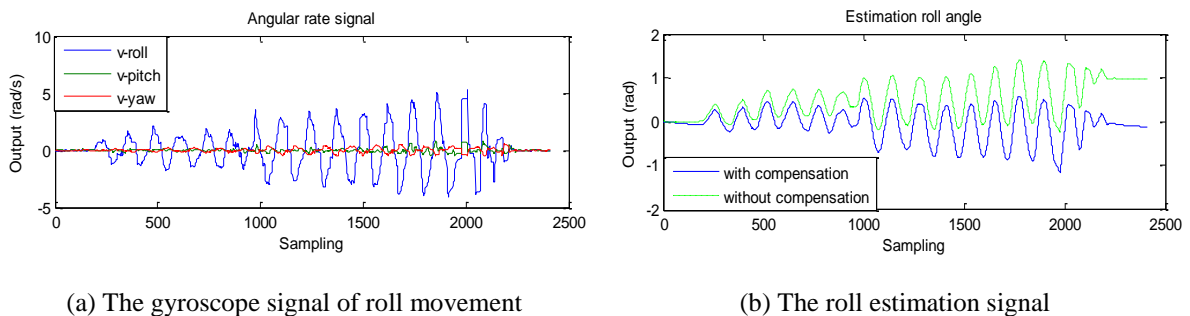 Angular rate signal
10
5
0
-5
Output (rad/s)
v-roll
v-pitch
v-yaw
0
500
1000
1500
2000
2500
Sampling
(a) The gyroscope signal of roll movement
Estimation roll angle
2
1
0
-1
-2
Output (rad)
with compensation
without compensation
0
500
1000
1500
2000
2500
Sampling
(b) The roll estimation signal